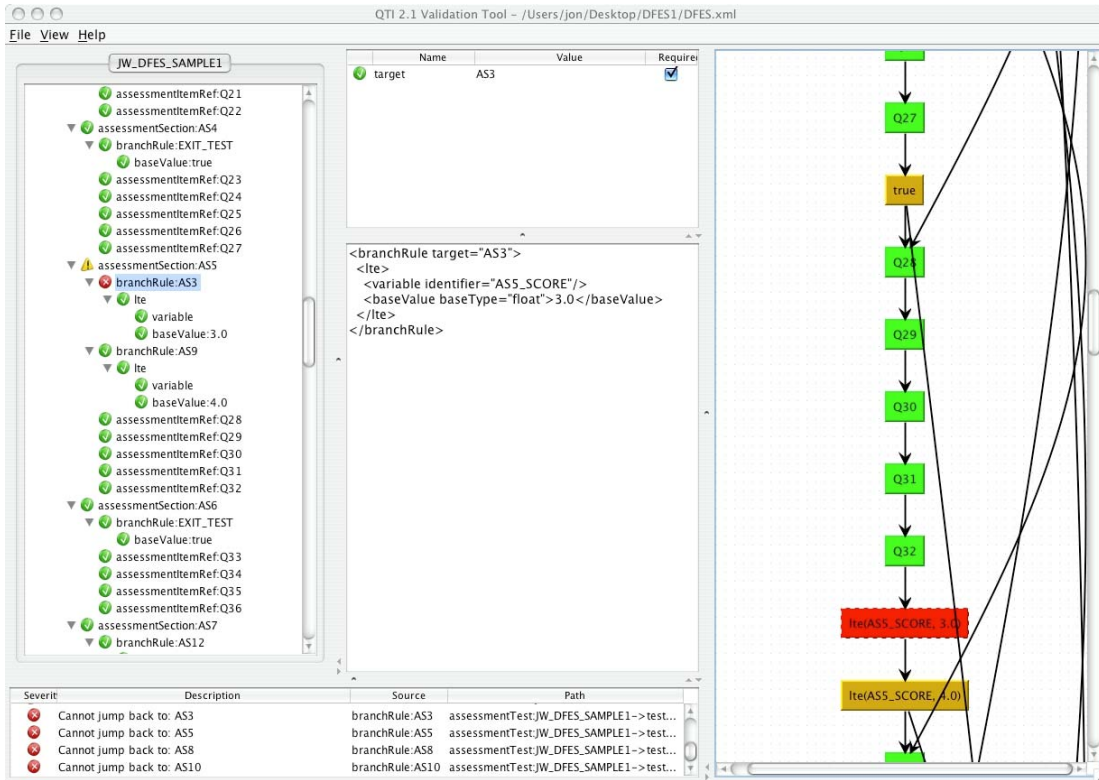 QTI 2.1 Validation Tool – /Users/jon/Desktop/DFES1/DFES.xml
File View Help
JW_DFES_SAMPLE1
assessmentItemRef:Q21
assessmentItemRef:Q22
assessmentSection:AS4
branchRule:EXIT_TEST
baseValue:true
assessmentItemRef:Q23
assessmentItemRef:Q24
assessmentItemRef:Q25
assessmentItemRef:Q26
assessmentItemRef:Q27
assessmentSection:AS5
branchRule:AS3
lte
variable
baseValue:3.0
branchRule:AS9
lte
variable
baseValue:4.0
assessmentItemRef:Q28
assessmentItemRef:Q29
assessmentItemRef:Q30
assessmentItemRef:Q31
assessmentItemRef:Q32
assessmentSection:AS6
branchRule:EXIT_TEST
baseValue:true
assessmentItemRef:Q33
assessmentItemRef:Q34
assessmentItemRef:Q35
assessmentItemRef:Q36
assessmentSection:AS7
branchRule:AS12
Name Value Require
target AS3
<branchRule target="AS3">
<lte>
<variable identifier="AS5_SCORE"/>
<baseValue baseType="float">3.0</baseValue>
</lte>
</branchRule>
Q27
true
Q28
Q29
Q30
Q31
Q32
lte(AS5_SCORE, 3.0)
lte(AS5_SCORE, 4.0)
Severit Description Source Path
Cannot jump back to: AS3 branchRule:AS3 assessmentTest:JW_DFES_SAMPLE1->test...
Cannot jump back to: AS5 branchRule:AS5 assessmentTest:JW_DFES_SAMPLE1->test...
Cannot jump back to: AS8 branchRule:AS8 assessmentTest:JW_DFES_SAMPLE1->test...
Cannot jump back to: AS10 branchRule:AS10 assessmentTest:JW_DFES_SAMPLE1->test...